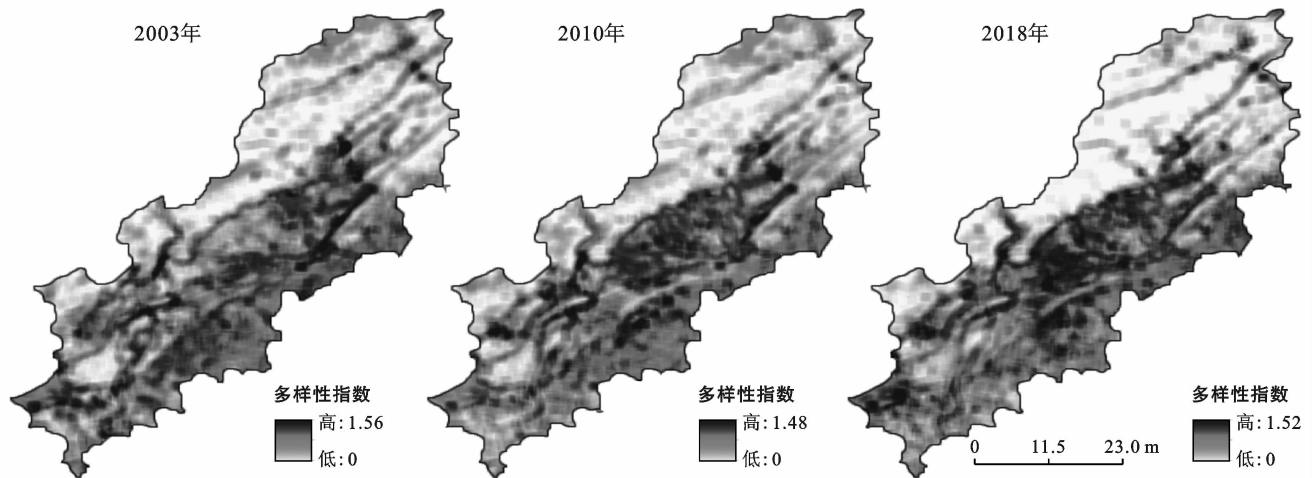 2003年
2010年
2018年
多样性指数
高:1.56
低:0
多样性指数
高:1.48
低:0
多样性指数
高:1.52
低:0
0 11.5 23.0 m